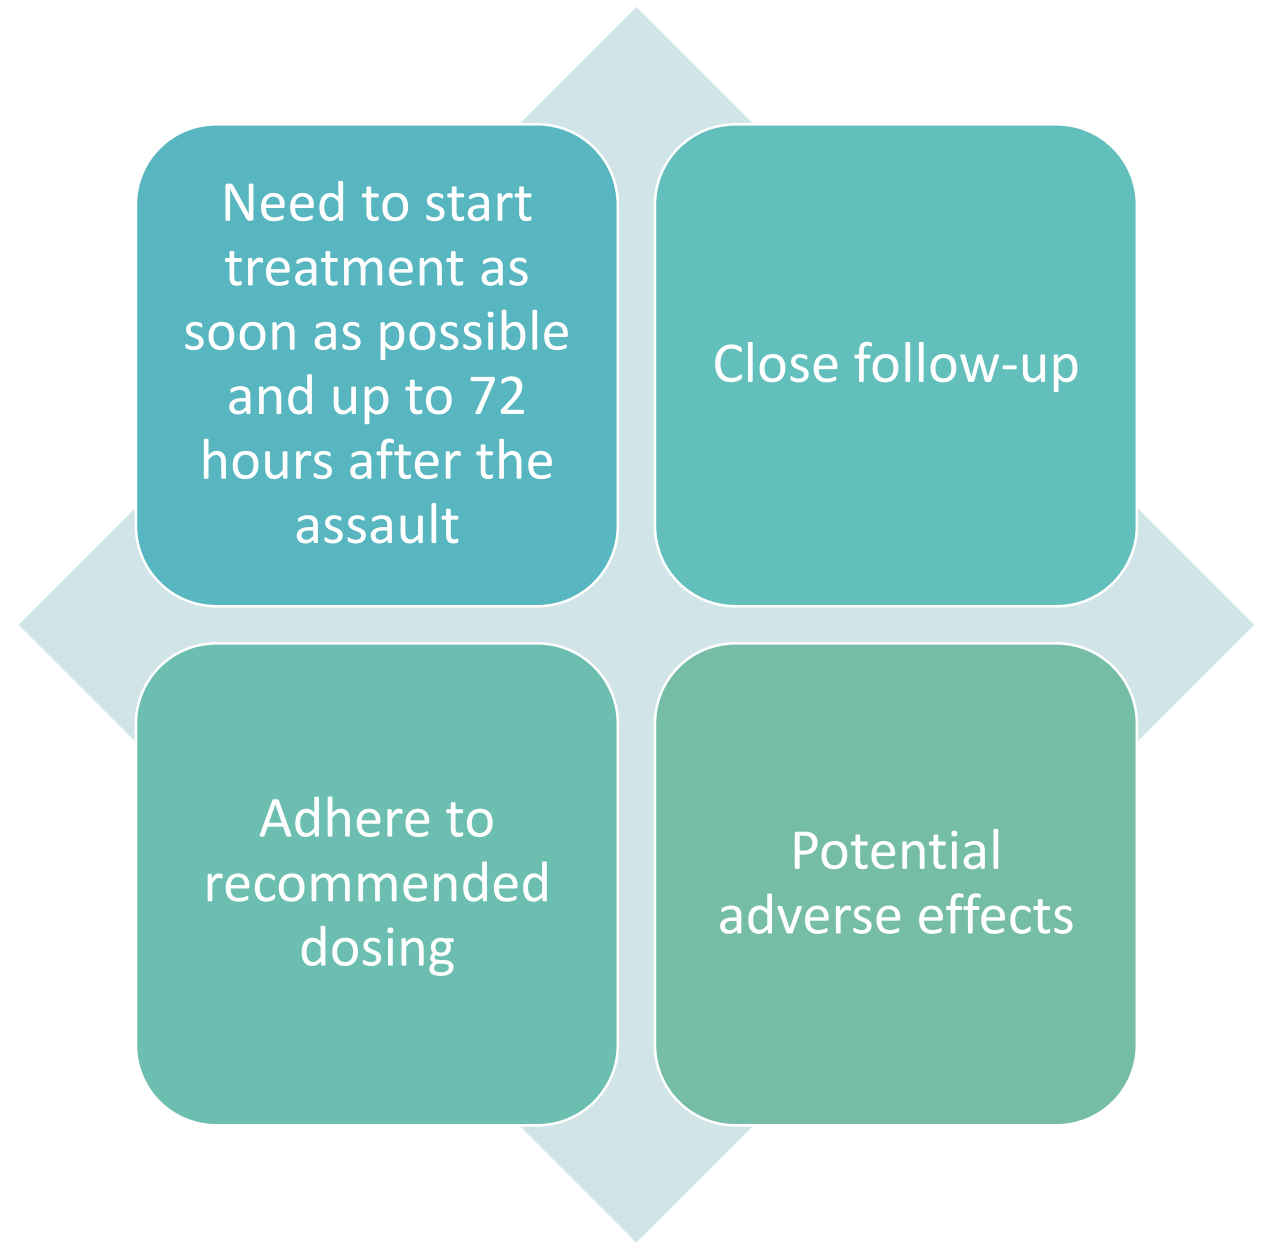 Need to start
treatment as
soon as possible
and up to 72
hours after the
assault
Close follow-up
Adhere to
recommended
dosing
Potential
adverse effects